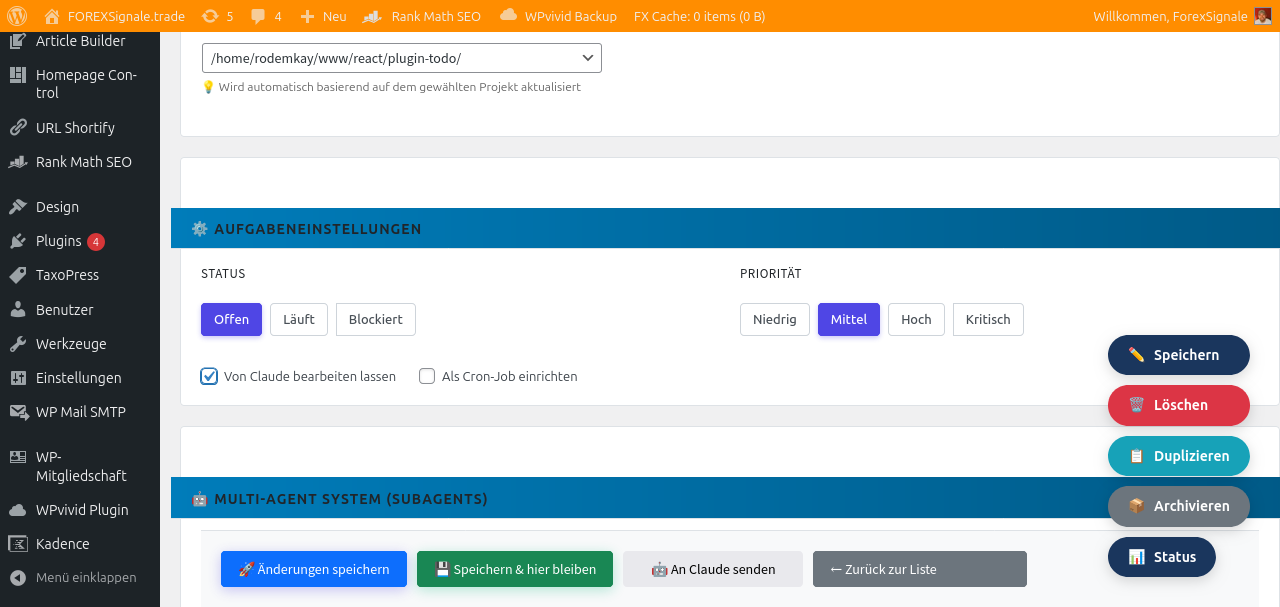 FOREXSignale.trade 5 4 Neu Rank Math SEO WPvivid Backup FX Cache: 0 items (0 B) Willkommen, ForexSignale
Article Builder
Homepage Con-
trol
URL Shortify
Rank Math SEO
Design
Plugins 4
TaxoPress
Benutzer
Werkzeuge
Einstellungen
WP Mail SMTP
WP-
Mitgliedschaft
WPvivid Plugin
Kadence
Menü einklappen
/home/rodemkay/www/react/plugin-todo/
💡 Wird automatisch basierend auf dem gewählten Projekt aktualisiert
⚙️ AUFGABENEINSTELLUNGEN
STATUS PRIORITÄT
Offen Läuft Blockiert Niedrig Mittel Hoch Kritisch
Von Claude bearbeiten lassen Als Cron-Job einrichten
🤖 MULTI-AGENT SYSTEM (SUBAGENTS)
🚀 Änderungen speichern 💾 Speichern & hier bleiben 🤖 An Claude senden ← Zurück zur Liste
✏️ Speichern
🗑️ Löschen
📋 Duplizieren
📦 Archivieren
📊 Status